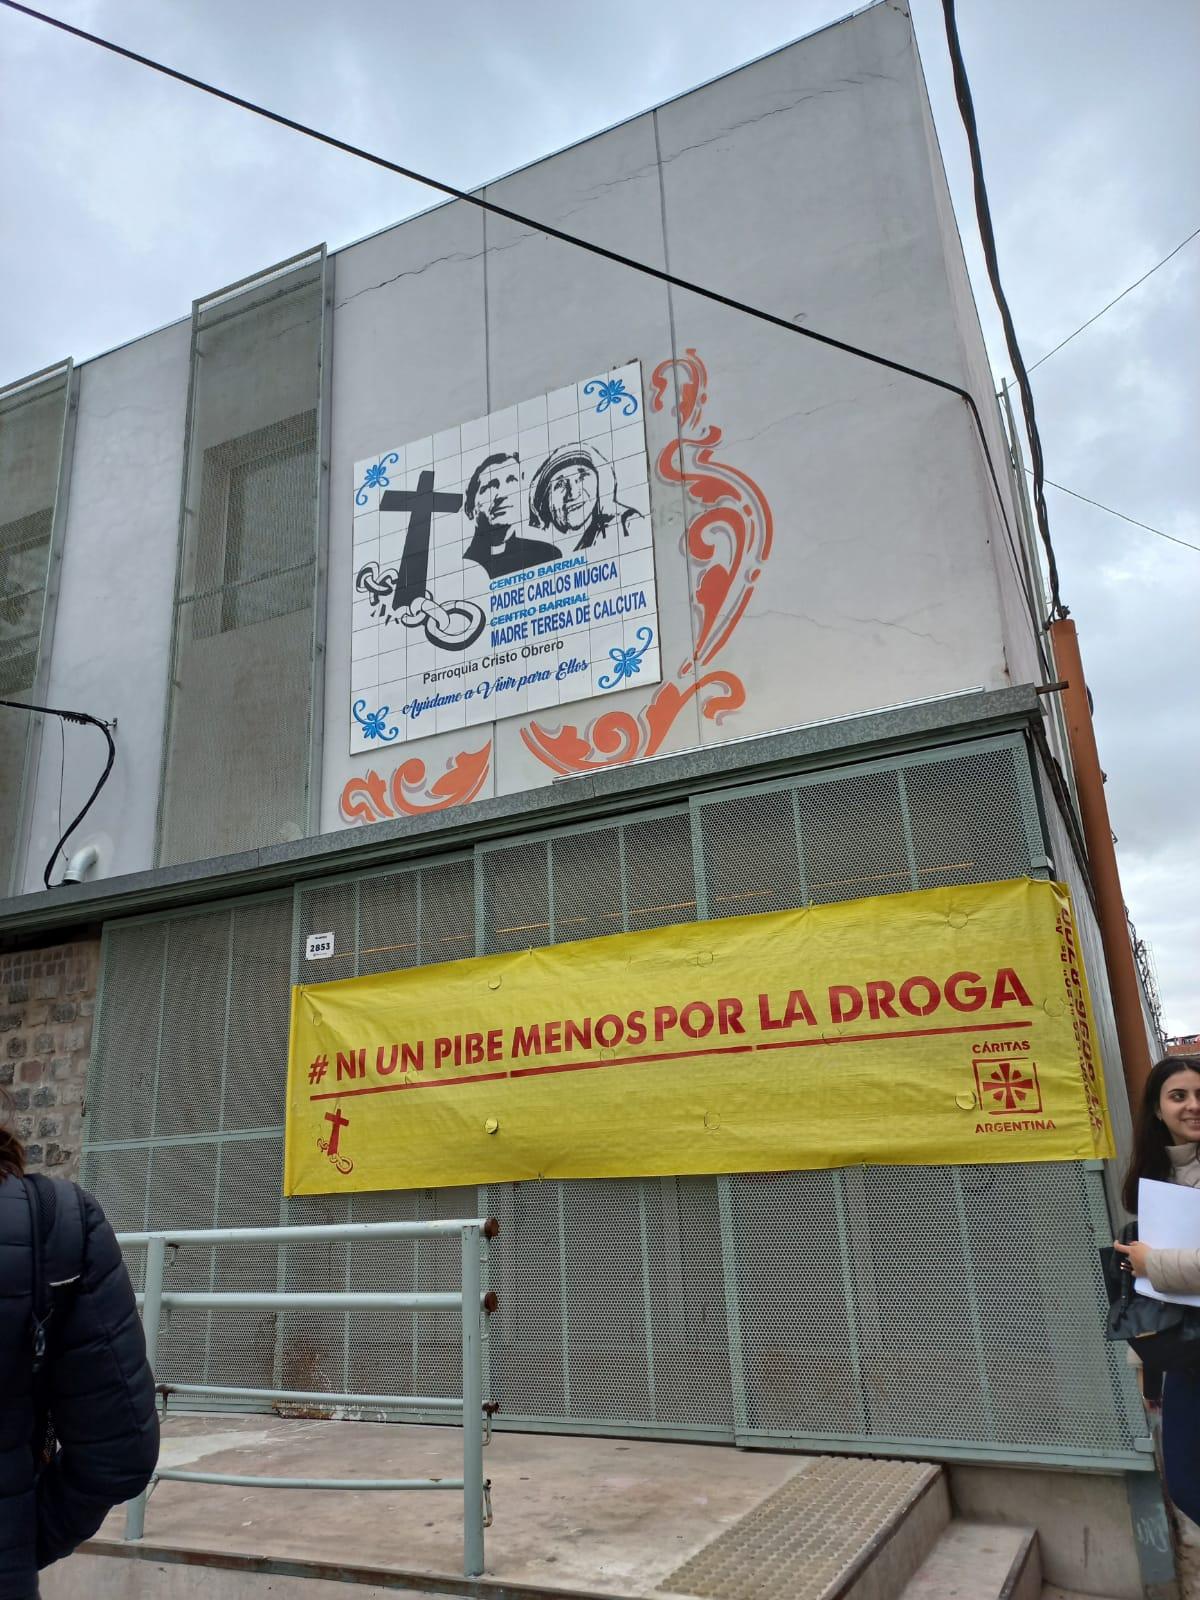 CENTRO BARRIAL
PADRE CARLOS MUGICA
CENTRO BARRIAL
MADRE TERESA DE CALCUTA
Parroquia Cristo Obrero
Ayúdame a Vivir para Ellos
2853
# NI UN PIBE MENOS POR LA DROGA
CÁRITAS
ARGENTINA